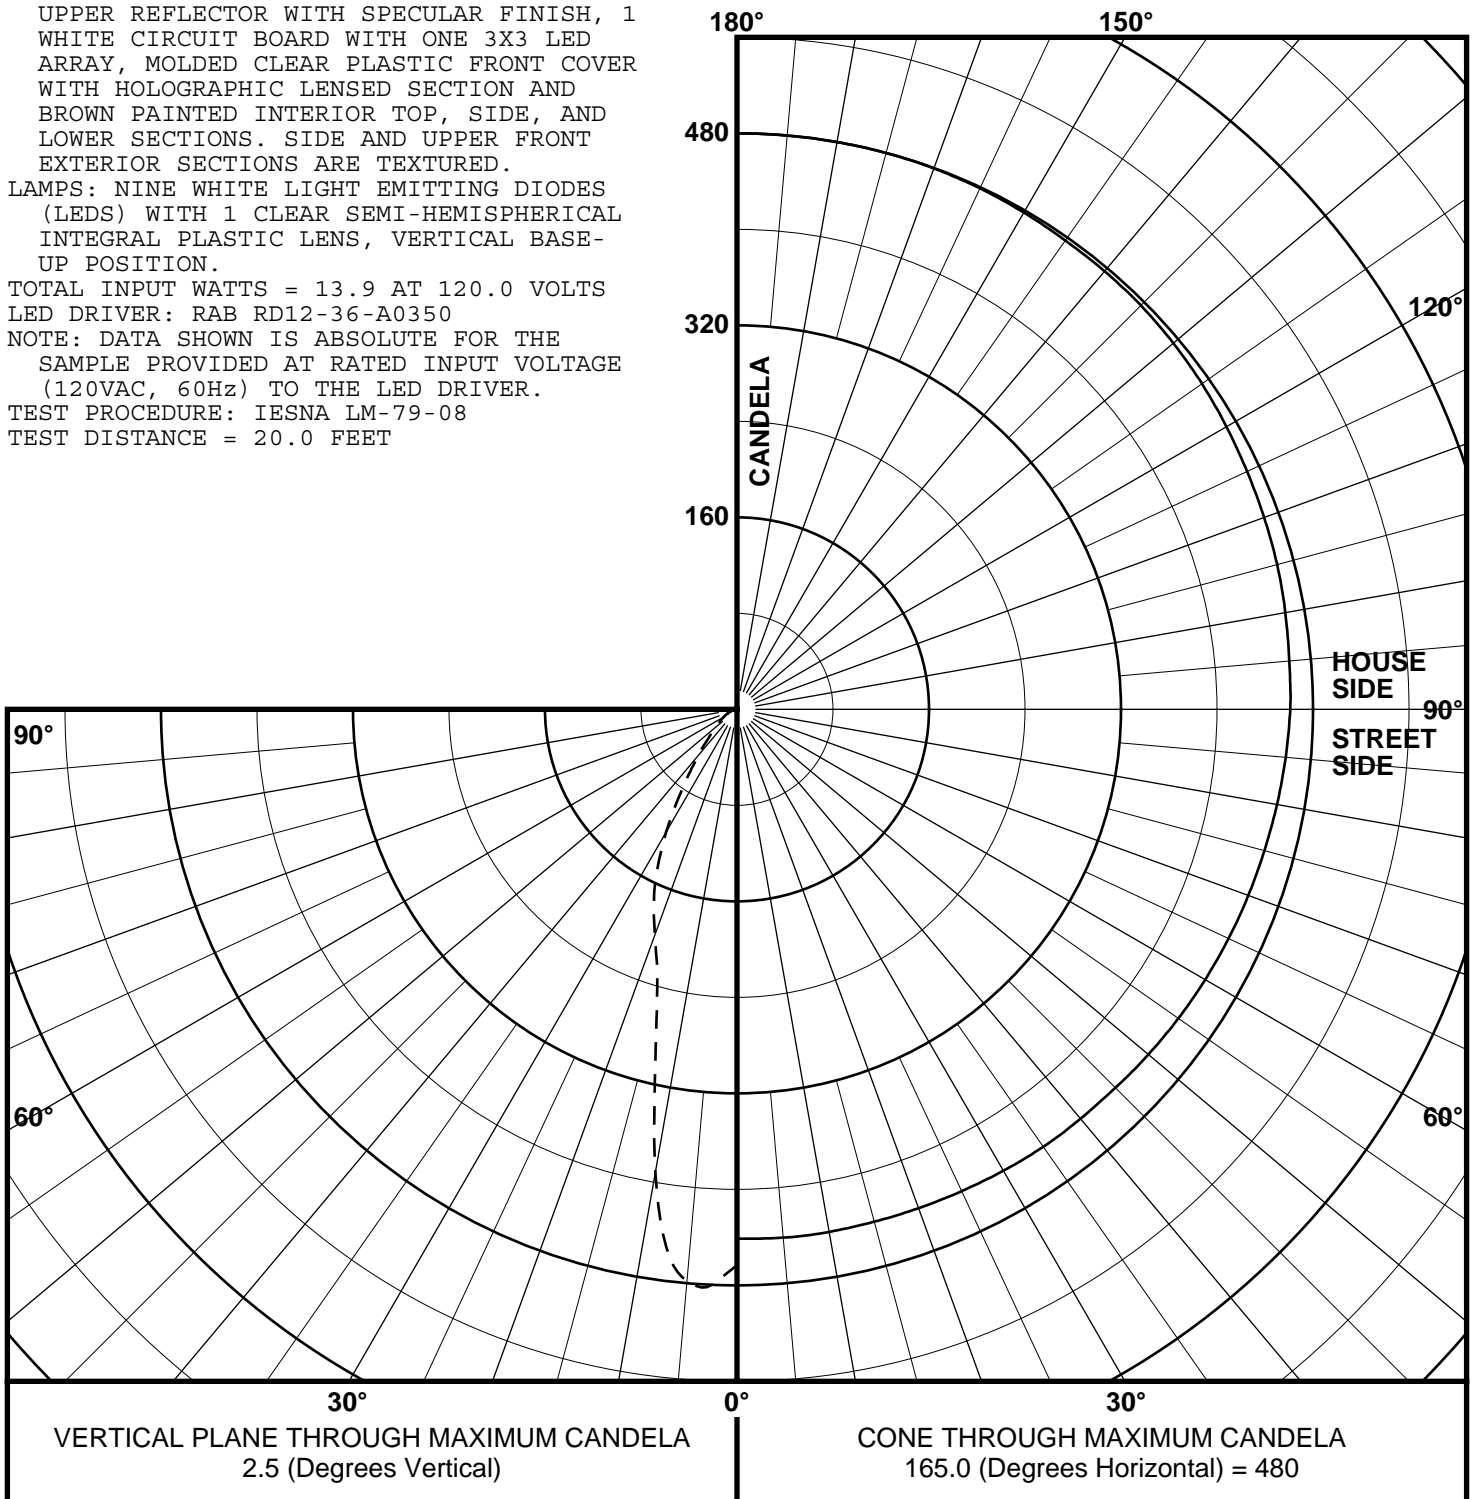 UPPER REFLECTOR WITH SPECULAR FINISH, 1
WHITE CIRCUIT BOARD WITH ONE 3X3 LED
ARRAY, MOLDED CLEAR PLASTIC FRONT COVER
WITH HOLOGRAPHIC LENSED SECTION AND
BROWN PAINTED INTERIOR TOP, SIDE, AND
LOWER SECTIONS. SIDE AND UPPER FRONT
EXTERIOR SECTIONS ARE TEXTURED.
LAMPS: NINE WHITE LIGHT EMITTING DIODES
(LEDS) WITH 1 CLEAR SEMI-HEMISPHERICAL
INTEGRAL PLASTIC LENS, VERTICAL BASE-
UP POSITION.
TOTAL INPUT WATTS = 13.9 AT 120.0 VOLTS
LED DRIVER: RAB RD12-36-A0350
NOTE: DATA SHOWN IS ABSOLUTE FOR THE
SAMPLE PROVIDED AT RATED INPUT VOLTAGE
(120VAC, 60Hz) TO THE LED DRIVER.
TEST PROCEDURE: IESNA LM-79-08
TEST DISTANCE = 20.0 FEET
180°
150°
480
120°
320
CANDELA
160
HOUSE
SIDE
90°
90°
STREET
SIDE
60°
60°
30°
0°
30°
VERTICAL PLANE THROUGH MAXIMUM CANDELA
2.5 (Degrees Vertical)
CONE THROUGH MAXIMUM CANDELA
165.0 (Degrees Horizontal) = 480